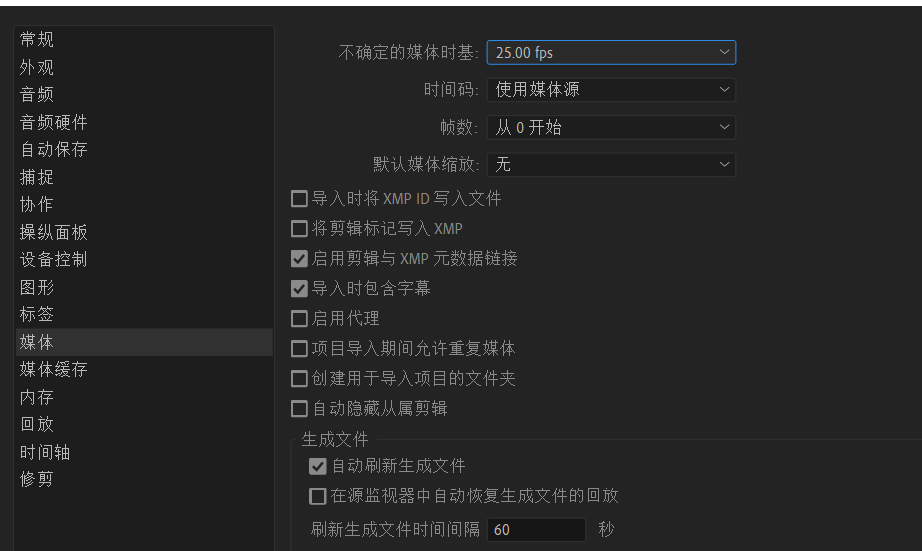 常规
外观
音频
音频硬件
自动保存
捕捉
协作
操纵面板
设备控制
图形
标签
媒体
媒体缓存
内存
回放
时间轴
修剪
不确定的媒体时基: 25.00 fps
时间码: 使用媒体源
帧数: 从 0 开始
默认媒体缩放: 无
导入时将 XMP ID 写入文件
将剪辑标记写入 XMP
启用剪辑与 XMP 元数据链接
导入时包含字幕
启用代理
项目导入期间允许重复媒体
创建用于导入项目的文件夹
自动隐藏从属剪辑
生成文件
自动刷新生成文件
在源监视器中自动恢复生成文件的回放
刷新生成文件时间间隔 60 秒